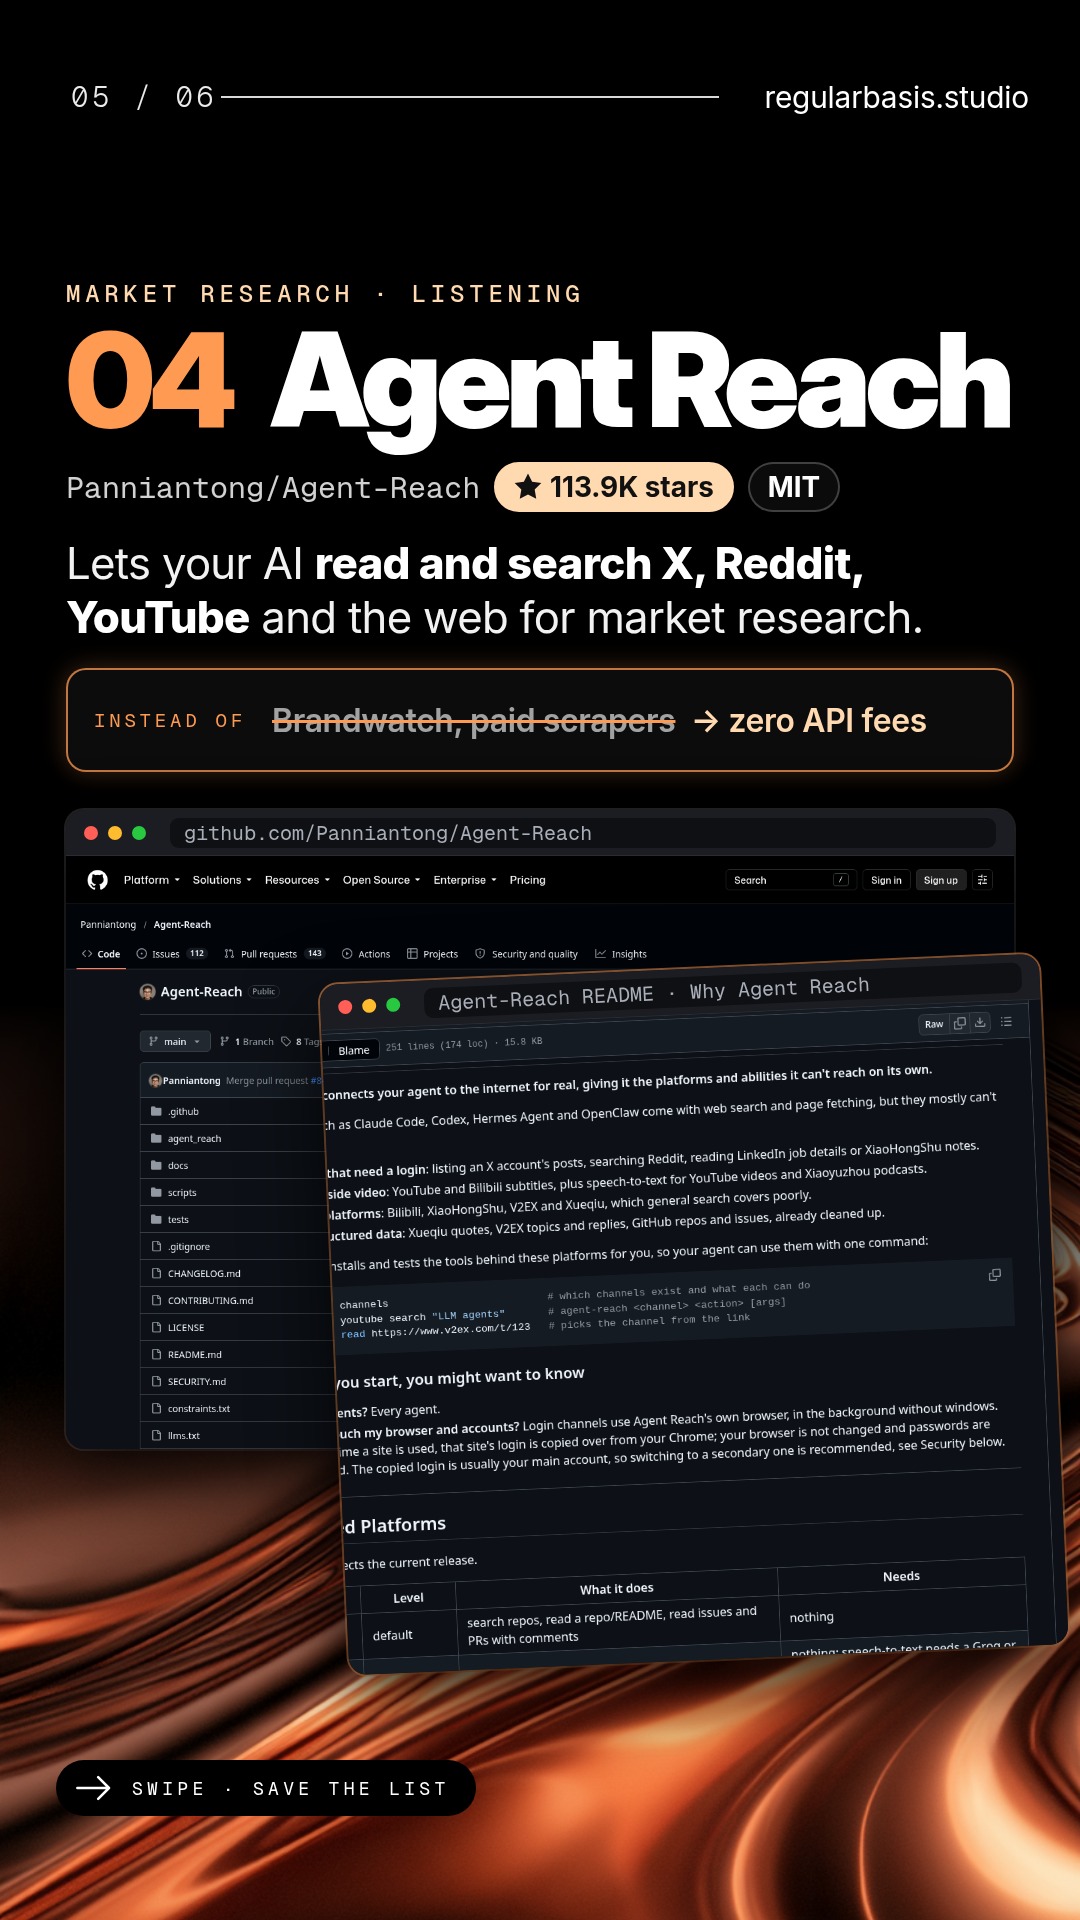 05 / 06
regularbasis.studio
MARKET RESEARCH · LISTENING
04 Agent Reach
Panniantong/Agent-Reach ★ 113.9K stars MIT
Lets your AI read and search X, Reddit,
YouTube and the web for market research.
INSTEAD OF Brandwatch, paid scrapers → zero API fees
github.com/Panniantong/Agent-Reach
Platform Solutions Resources Open Source Enterprise Pricing Search / Sign in Sign up
Panniantong / Agent-Reach
Code Issues 112 Pull requests 143 Actions Projects Security and quality Insights
Agent-Reach Public
main 1 Branch 8 Tag
Panniantong Merge pull request
.github
agent_reach
docs
scripts
tests
.gitignore
CHANGELOG.md
CONTRIBUTING.md
LICENSE
README.md
SECURITY.md
constraints.txt
llms.txt
Agent-Reach README · Why Agent Reach
Blame 251 lines (174 loc) · 15.8 KB Raw
connects your agent to the internet for real, giving it the platforms and abilities it can't reach on its own.
h as Claude Code, Codex, Hermes Agent and OpenClaw come with web search and page fetching, but they mostly can't
that need a login: listing an X account's posts, searching Reddit, reading LinkedIn job details or XiaoHongShu notes.
side video: YouTube and Bilibili subtitles, plus speech-to-text for YouTube videos and Xiaoyuzhou podcasts.
latforms: Bilibili, XiaoHongShu, V2EX and Xueqiu, which general search covers poorly.
uctured data: Xueqiu quotes, V2EX topics and replies, GitHub repos and issues, already cleaned up.
nstalls and tests the tools behind these platforms for you, so your agent can use them with one command:
channels # which channels exist and what each can do
youtube search "LLM agents" # agent-reach <channel> <action> [args]
read https://www.v2ex.com/t/123 # picks the channel from the link
you start, you might want to know
ents? Every agent.
uch my browser and accounts? Login channels use Agent Reach's own browser, in the background without windows.
me a site is used, that site's login is copied over from your Chrome; your browser is not changed and passwords are
d. The copied login is usually your main account, so switching to a secondary one is recommended, see Security below.
ed Platforms
ects the current release.
Level What it does Needs
default search repos, read a repo/README, read issues and
PRs with comments nothing
nothing; speech-to-text needs a Groq or
SWIPE · SAVE THE LIST